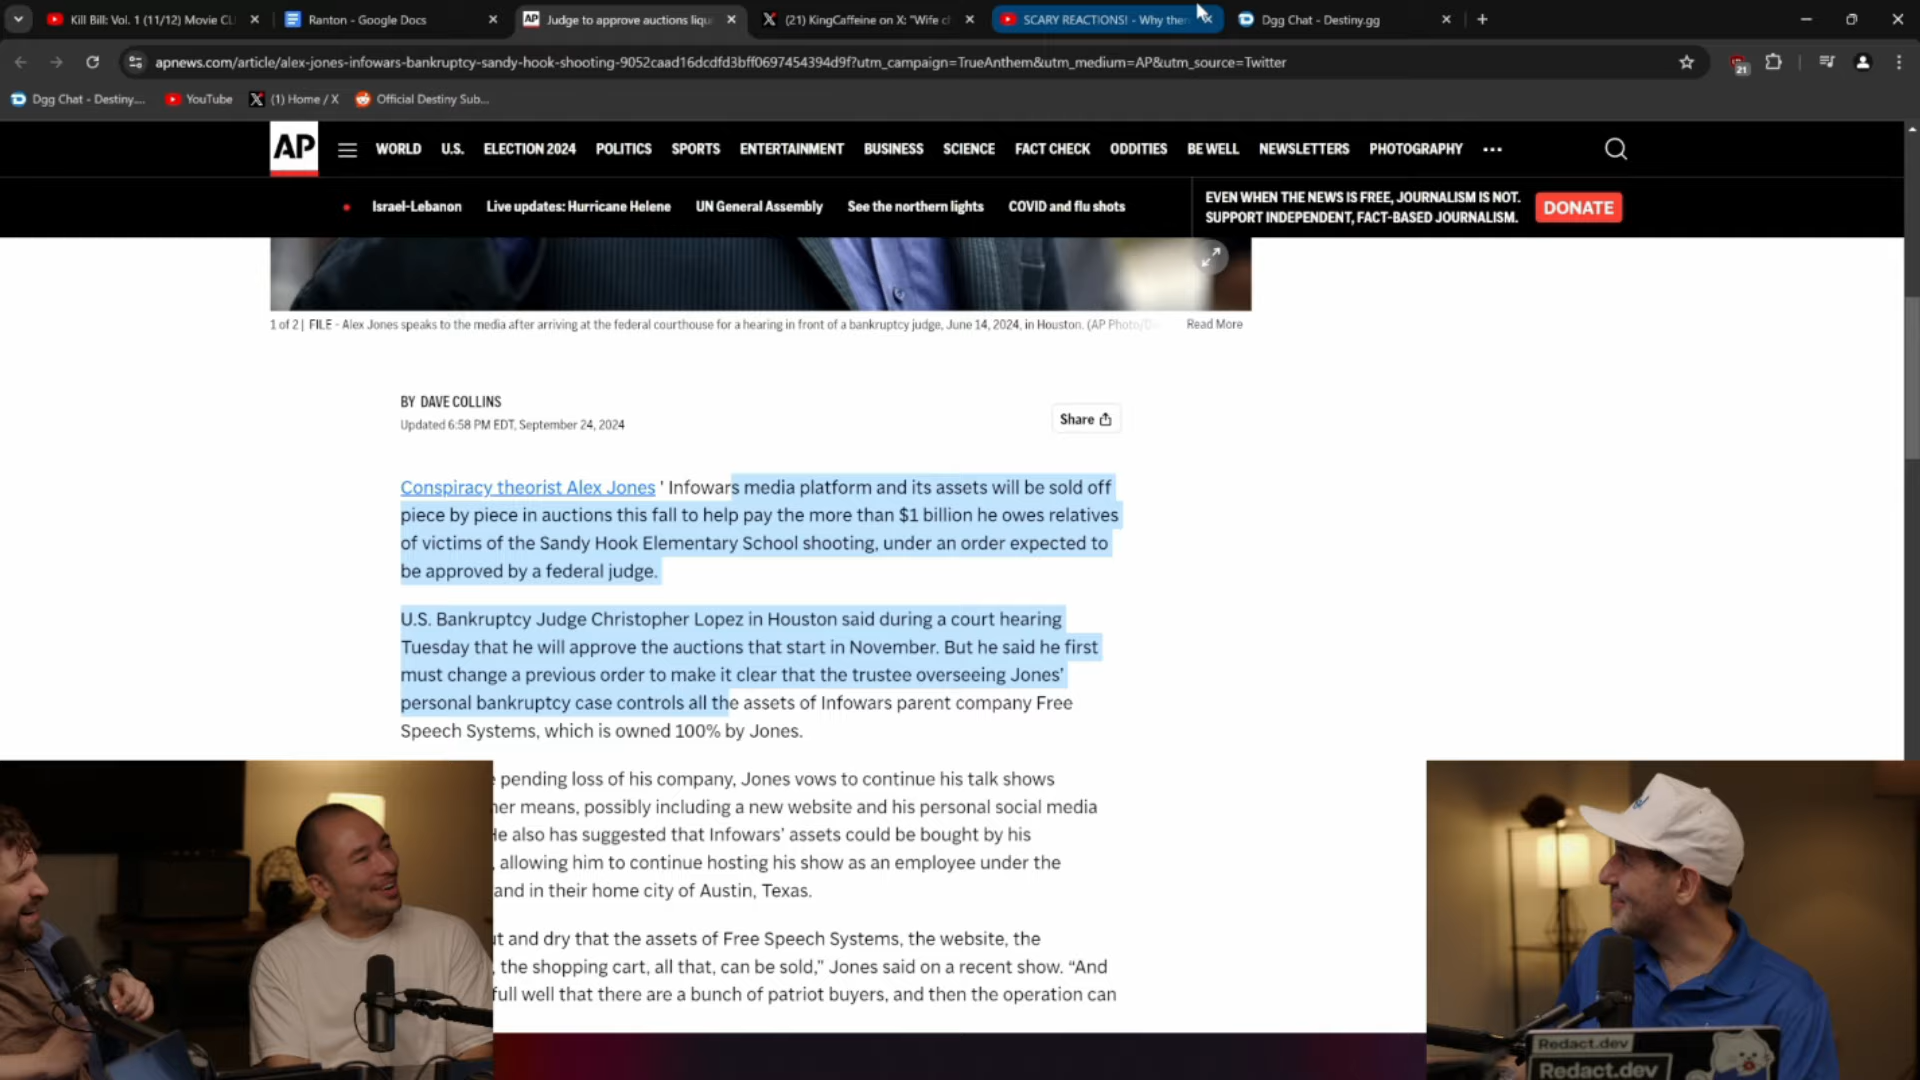 Kill Bill: Vol. 1 (11/12) Movie CL
Ranton - Google Docs
AP Judge to approve auctions liqu
(21) KingCaffeine on X: "Wife c
SCARY REACTIONS! - Why the
Dgg Chat - Destiny.gg
apnews.com/article/alex-jones-infowars-bankruptcy-sandy-hook-shooting-9052caad16dcdfd3bff0697454394d9f?utm_campaign=TrueAnthem&utm_medium=AP&utm_source=Twitter
21
Dgg Chat - Destiny....
YouTube
(1) Home / X
Official Destiny Sub...
AP
WORLD U.S. ELECTION 2024 POLITICS SPORTS ENTERTAINMENT BUSINESS SCIENCE FACT CHECK ODDITIES BE WELL NEWSLETTERS PHOTOGRAPHY •••
Israel-Lebanon Live updates: Hurricane Helene UN General Assembly See the northern lights COVID and flu shots
EVEN WHEN THE NEWS IS FREE, JOURNALISM IS NOT.
SUPPORT INDEPENDENT, FACT-BASED JOURNALISM.
DONATE
1 of 2 | FILE - Alex Jones speaks to the media after arriving at the federal courthouse for a hearing in front of a bankruptcy judge, June 14, 2024, in Houston. (AP Photo/
Read More
BY DAVE COLLINS
Updated 6:58 PM EDT, September 24, 2024
Share
Conspiracy theorist Alex Jones ' Infowars media platform and its assets will be sold off
piece by piece in auctions this fall to help pay the more than $1 billion he owes relatives
of victims of the Sandy Hook Elementary School shooting, under an order expected to
be approved by a federal judge.
U.S. Bankruptcy Judge Christopher Lopez in Houston said during a court hearing
Tuesday that he will approve the auctions that start in November. But he said he first
must change a previous order to make it clear that the trustee overseeing Jones'
personal bankruptcy case controls all the assets of Infowars parent company Free
Speech Systems, which is owned 100% by Jones.
pending loss of his company, Jones vows to continue his talk shows
her means, possibly including a new website and his personal social media
He also has suggested that Infowars' assets could be bought by his
, allowing him to continue hosting his show as an employee under the
and in their home city of Austin, Texas.
ut and dry that the assets of Free Speech Systems, the website, the
, the shopping cart, all that, can be sold,” Jones said on a recent show. “And
full well that there are a bunch of patriot buyers, and then the operation can
Redact.dev
Redact.dev